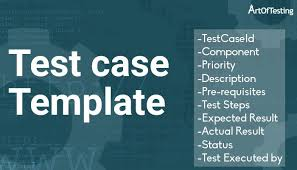 ArtOfTesting
Test case
Template
-TestCaseId
-Component
-Priority
-Description
-Pre-requisites
-Test Steps
-Expected Result
-Actual Result
-Status
-Test Executed by
WWW